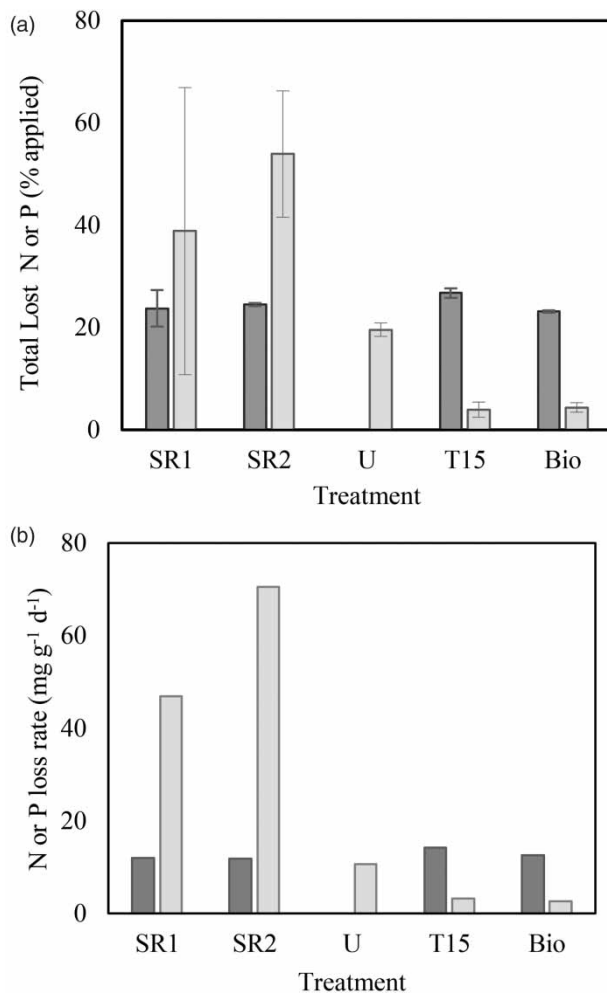 (a)
80
60
40
20
0
Total Lost N or P (% applied)
SR1 SR2 U T15 Bio
Treatment
(b)
80
60
40
20
0
N or P loss rate (mg g⁻¹ d⁻¹)
SR1 SR2 U T15 Bio
Treatment